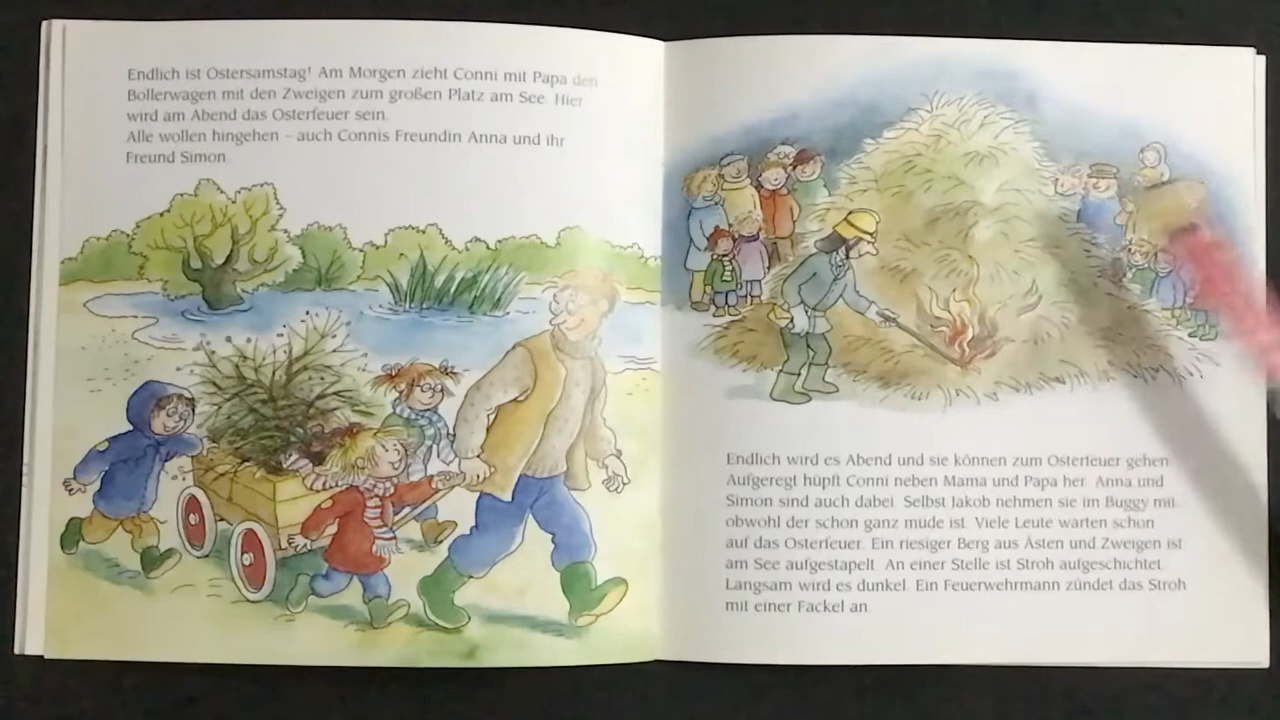 Endlich ist Ostersamstag! Am Morgen zieht Conni mit Papa den
Bollerwagen mit den Zweigen zum großen Platz am See. Hier
wird am Abend das Osterfeuer sein.
Alle wollen hingehen – auch Connis Freundin Anna und ihr
Freund Simon.
Endlich wird es Abend und sie können zum Osterfeuer gehen.
Aufgeregt hüpft Conni neben Mama und Papa her. Anna und
Simon sind auch dabei. Selbst Jakob nehmen sie im Buggy mit,
obwohl der schon ganz müde ist. Viele Leute warten schon
auf das Osterfeuer. Ein riesiger Berg aus Ästen und Zweigen ist
am See aufgestapelt. An einer Stelle ist Stroh aufgeschichtet.
Langsam wird es dunkel. Ein Feuerwehrmann zündet das Stroh
mit einer Fackel an.